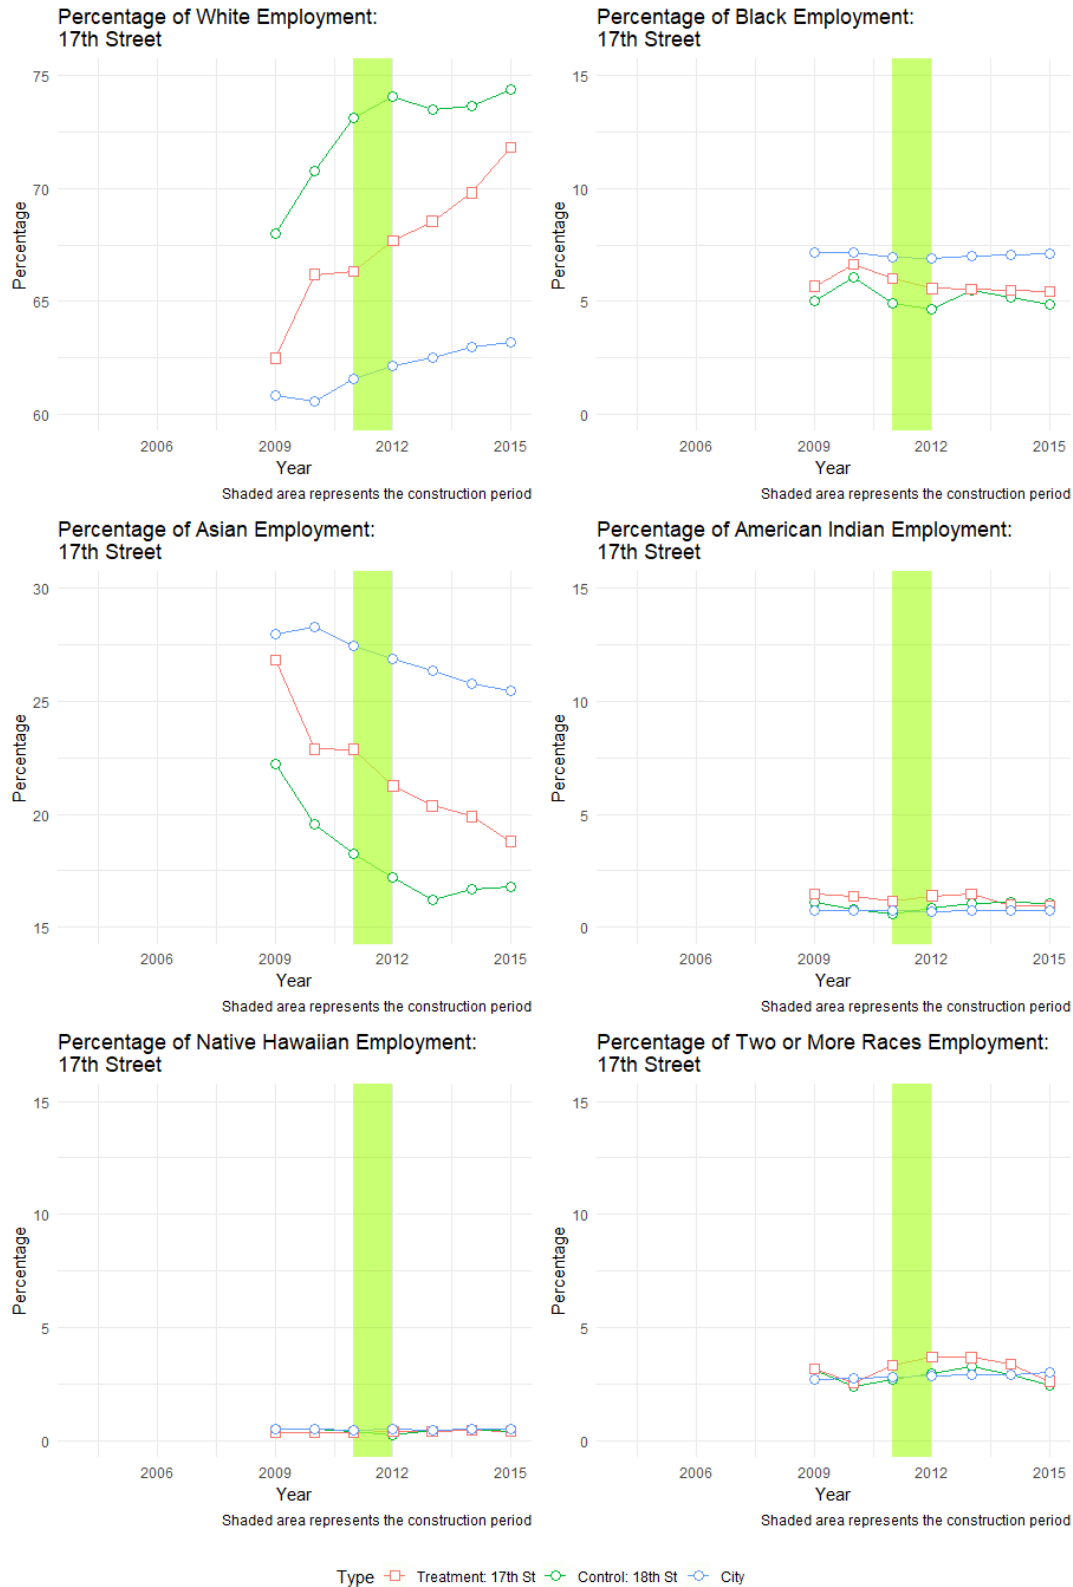 Percentage of White Employment:
17th Street
75
70
65
60
Percentage
2006 2009 2012 2015
Year
Shaded area represents the construction period
Percentage of Black Employment:
17th Street
15
10
5
0
Percentage
2006 2009 2012 2015
Year
Shaded area represents the construction period
Percentage of Asian Employment:
17th Street
30
25
20
15
Percentage
2006 2009 2012 2015
Year
Shaded area represents the construction period
Percentage of American Indian Employment:
17th Street
15
10
5
0
Percentage
2006 2009 2012 2015
Year
Shaded area represents the construction period
Percentage of Native Hawaiian Employment:
17th Street
15
10
5
0
Percentage
2006 2009 2012 2015
Year
Shaded area represents the construction period
Percentage of Two or More Races Employment:
17th Street
15
10
5
0
Percentage
2006 2009 2012 2015
Year
Shaded area represents the construction period
Type Treatment: 17th St Control: 18th St City